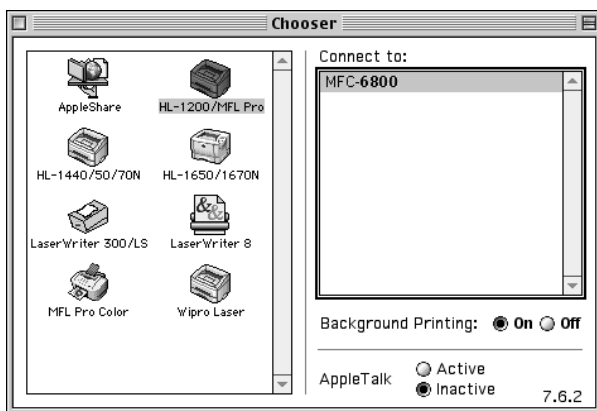 Chooser
AppleShare
HL-1200/MFL Pro
HL-1440/50/70N
HL-1650/1670N
LaserWriter 300/LS
LaserWriter 8
MFL Pro Color
Wipro Laser
Connect to:
MFC-6800
Background Printing: On Off
AppleTalk
Active
Inactive
7.6.2